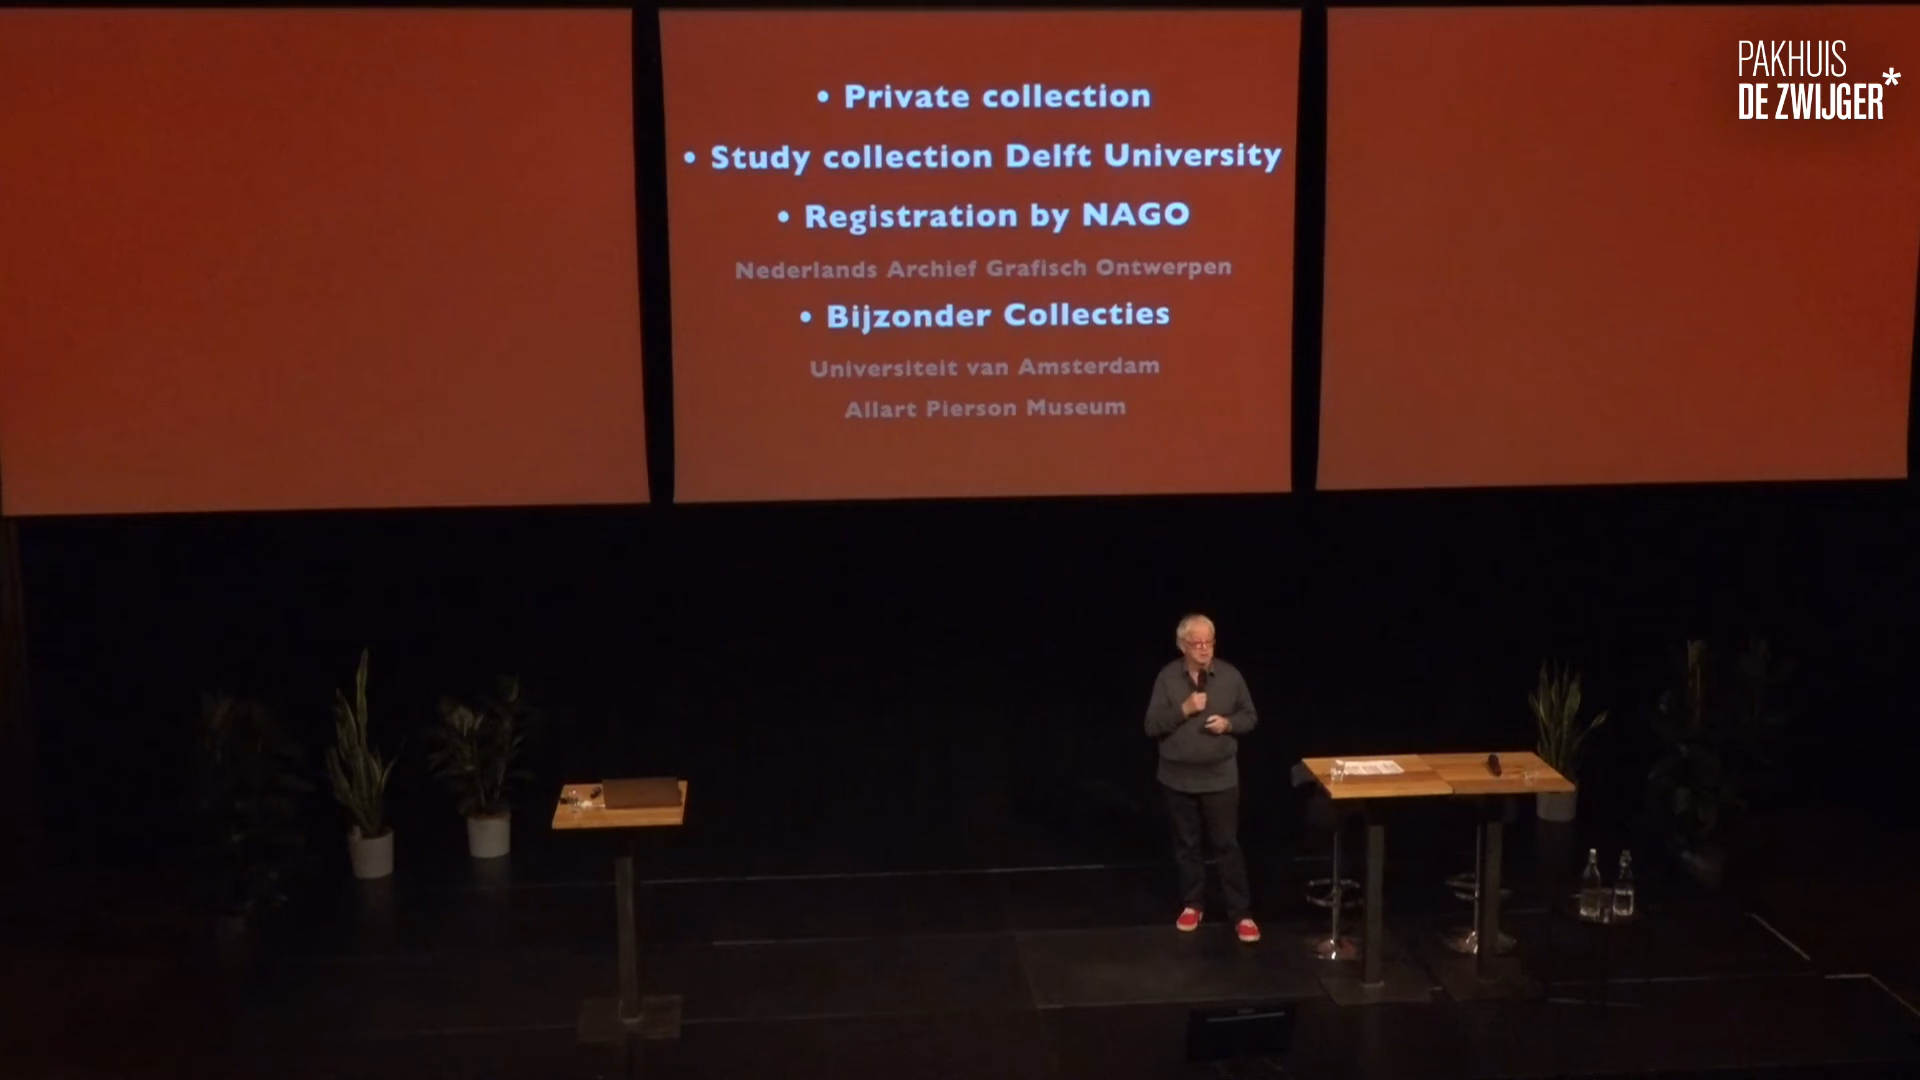 • Private collection
• Study collection Delft University
• Registration by NAGO
Nederlands Archief Grafisch Ontwerpen
• Bijzonder Collecties
Universiteit van Amsterdam
Allart Pierson Museum
PAKHUIS
DE ZWIJGER*